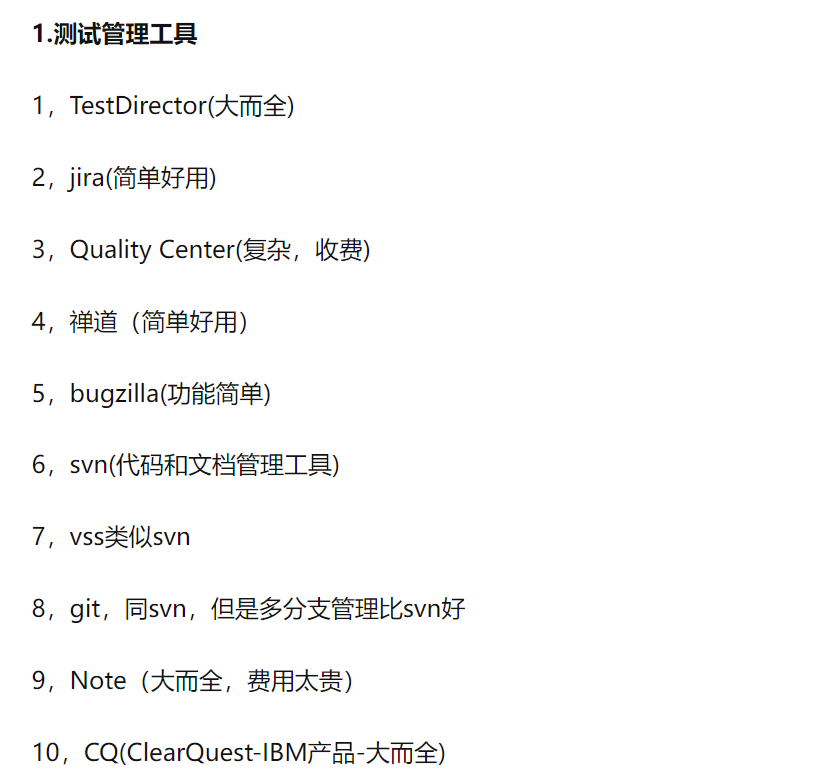 1.测试管理工具
1，TestDirector(大而全)
2，jira(简单好用)
3，Quality Center(复杂，收费)
4，禅道（简单好用）
5，bugzilla(功能简单)
6，svn(代码和文档管理工具)
7，vss类似svn
8，git，同svn，但是多分支管理比svn好
9，Note（大而全，费用太贵）
10，CQ(ClearQuest-IBM产品-大而全)